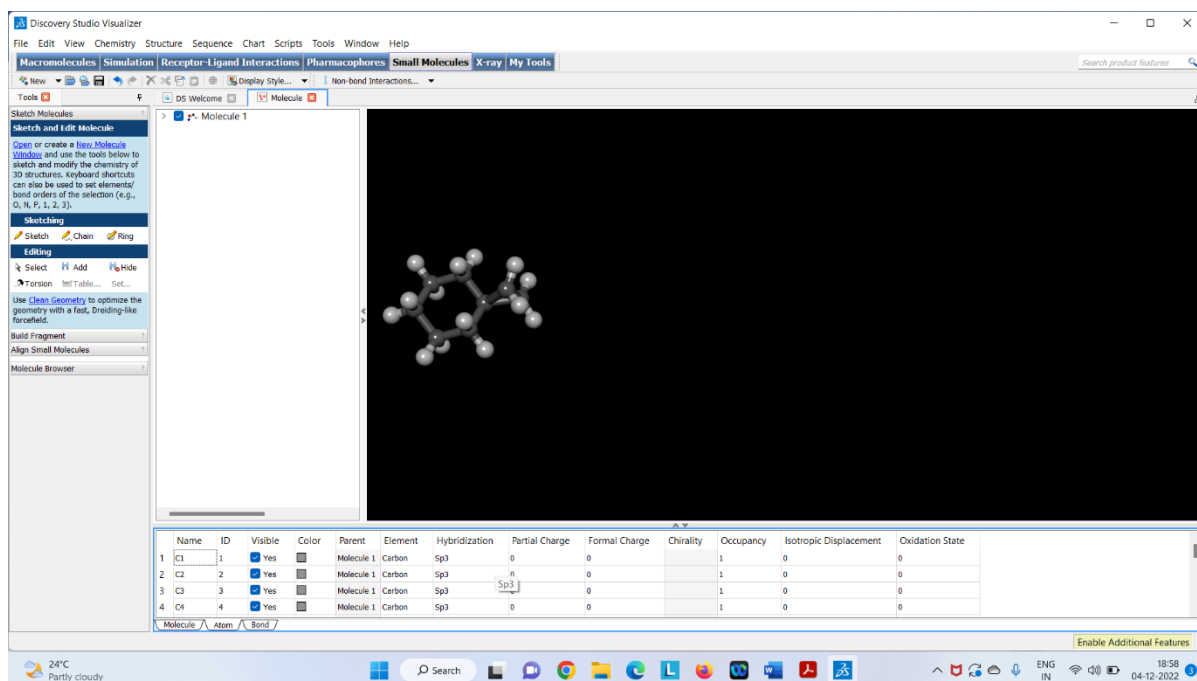 Discovery Studio Visualizer
File Edit View Chemistry Structure Sequence Chart Scripts Tools Window Help
Macromolecules Simulation Receptor-Ligand Interactions Pharmacophores Small Molecules X-ray My Tools
Search product features
New Display Style... Non-bond Interactions...
Tools
DS Welcome Molecule
Sketch Molecules ?
Sketch and Edit Molecule
Open or create a New Molecule
Window and use the tools below to
sketch and modify the chemistry of
3D structures. Keyboard shortcuts
can also be used to set elements/
bond orders of the selection (e.g.,
O, N, P, 1, 2, 3).
Sketching
Sketch Chain Ring
Editing
Select Add Hide
Torsion Table... Set...
Use Clean Geometry to optimize the
geometry with a fast, Dreiding-like
forcefield.
Build Fragment ?
Align Small Molecules ?
Molecule Browser ?
Molecule 1
Name ID Visible Color Parent Element Hybridization Partial Charge Formal Charge Chirality Occupancy Isotropic Displacement Oxidation State
1 C1 1 Yes Molecule 1 Carbon Sp3 0 0 1 0 0
2 C2 2 Yes Molecule 1 Carbon Sp3 0 0 1 0 0
Sp3
3 C3 3 Yes Molecule 1 Carbon Sp3 0 0 1 0 0
4 C4 4 Yes Molecule 1 Carbon Sp3 0 0 1 0 0
Molecule Atom Bond
Enable Additional Features
24°C
Partly cloudy
Search
ENG
IN
18:58
04-12-2022
3